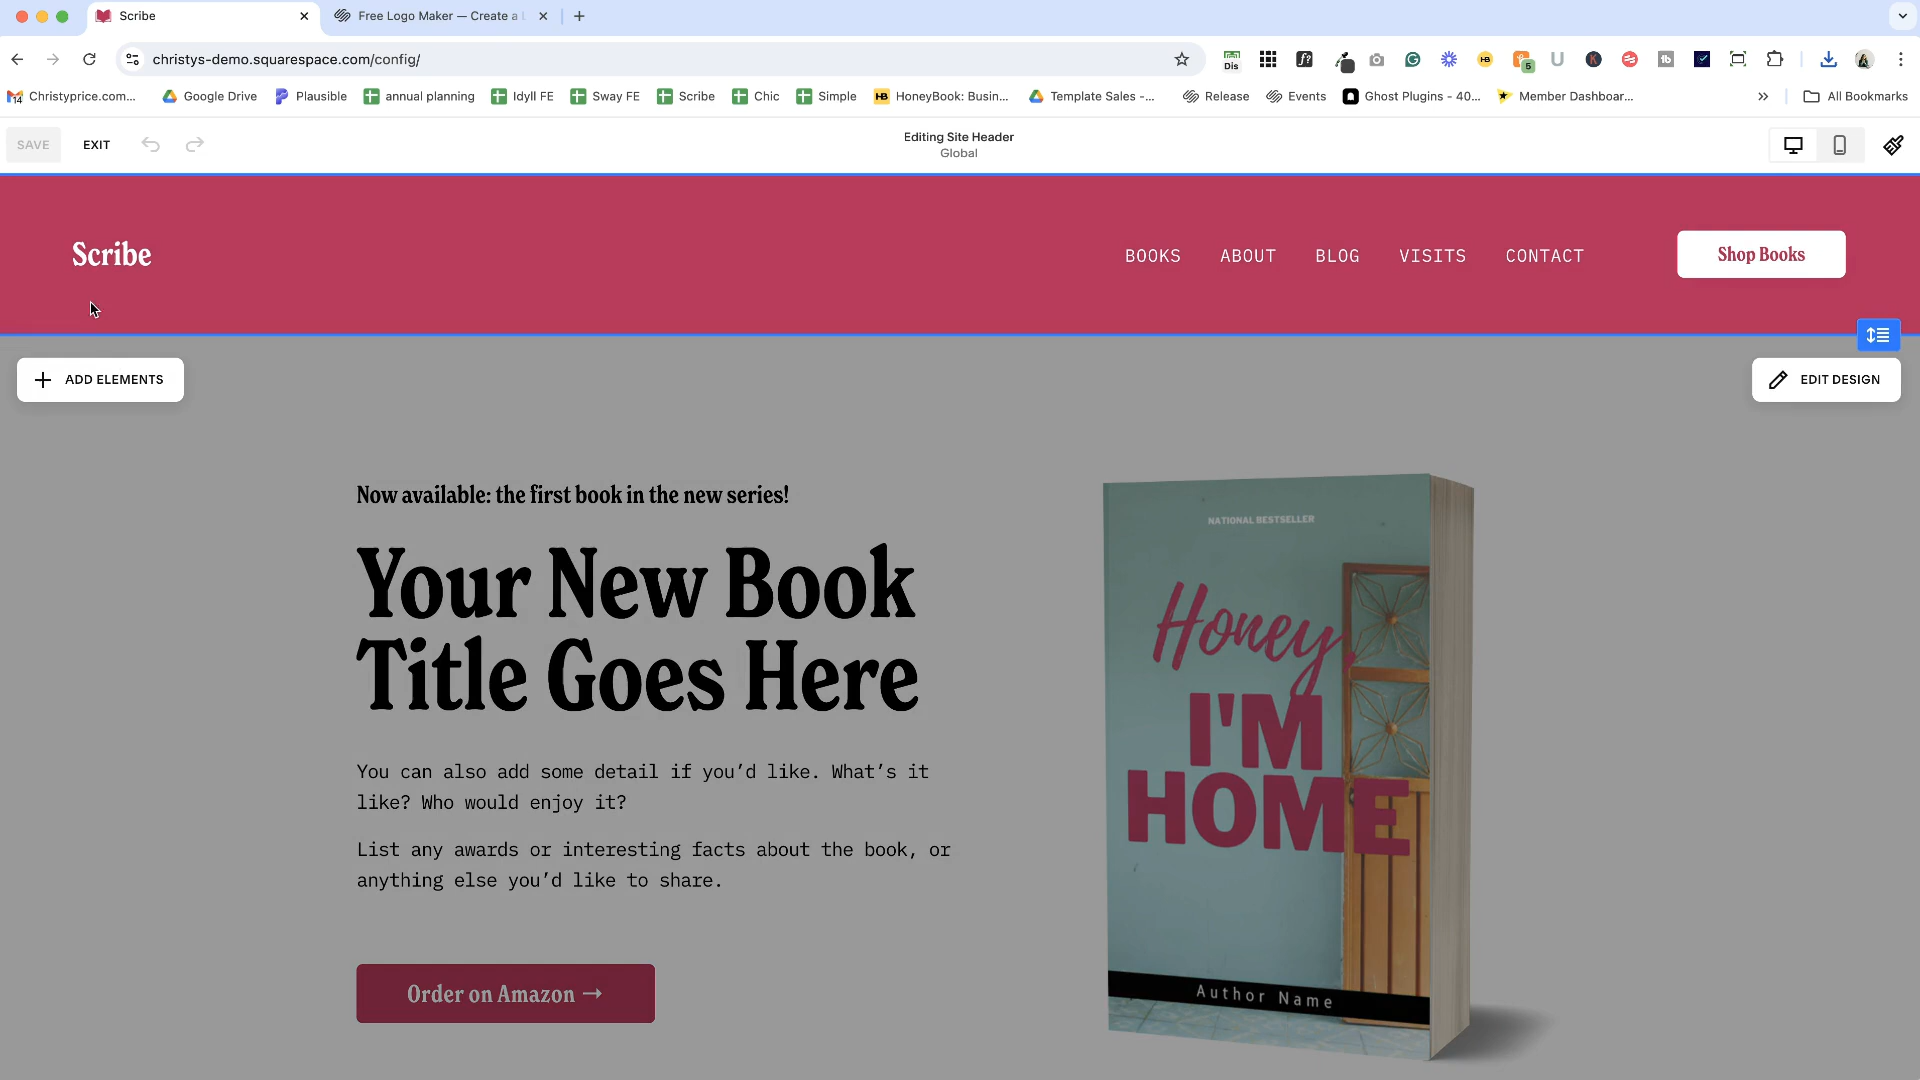 Scribe
Free Logo Maker — Create a
christys-demo.squarespace.com/config/
Dis
5
14
Christyprice.com...
Google Drive
Plausible
annual planning
Idyll FE
Sway FE
Scribe
Chic
Simple
HB
HoneyBook: Busin...
Template Sales -...
Release
Events
Ghost Plugins - 40...
Member Dashboar...
All Bookmarks
SAVE
EXIT
Editing Site Header
Global
Scribe
BOOKS
ABOUT
BLOG
VISITS
CONTACT
Shop Books
ADD ELEMENTS
EDIT DESIGN
Now available: the first book in the new series!
Your New Book
Title Goes Here
You can also add some detail if you’d like. What’s it
like? Who would enjoy it?
List any awards or interesting facts about the book, or
anything else you’d like to share.
Order on Amazon →
NATIONAL BESTSELLER
Honey,
I'M
HOME
Author Name